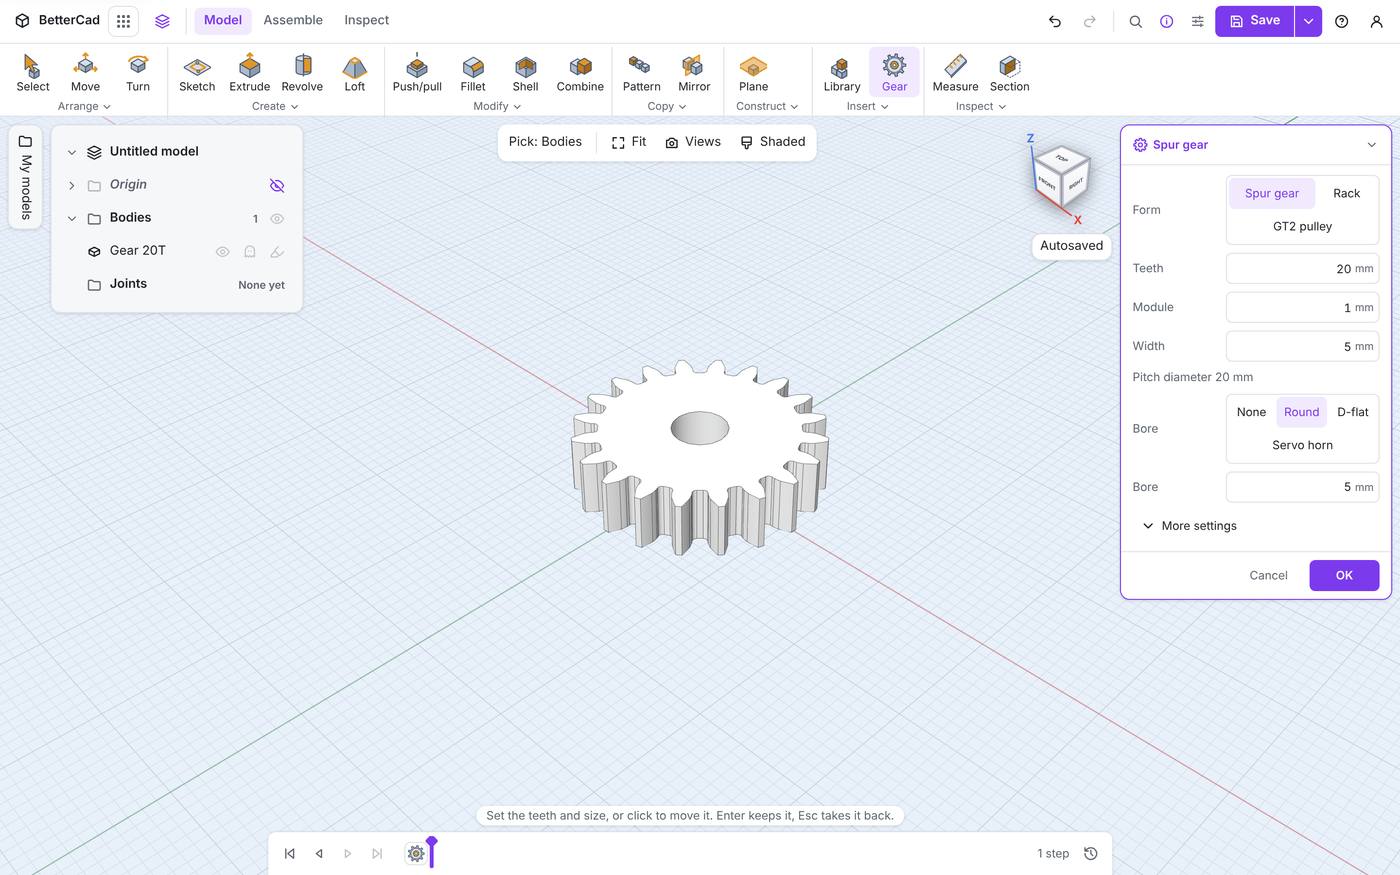 BetterCad
Model
Assemble
Inspect
Save
Select
Move
Turn
Arrange
Sketch
Extrude
Revolve
Loft
Create
Push/pull
Fillet
Shell
Combine
Modify
Pattern
Mirror
Copy
Plane
Construct
Library
Gear
Insert
Measure
Section
Inspect
My models
Untitled model
Origin
Bodies 1
Gear 20T
Joints None yet
Pick: Bodies
Fit
Views
Shaded
Z
TOP
FRONT
RIGHT
X
Autosaved
Spur gear
Form
Spur gear
Rack
GT2 pulley
Teeth 20 mm
Module 1 mm
Width 5 mm
Pitch diameter 20 mm
Bore
None
Round
D-flat
Servo horn
Bore 5 mm
More settings
Cancel
OK
Set the teeth and size, or click to move it. Enter keeps it, Esc takes it back.
1 step